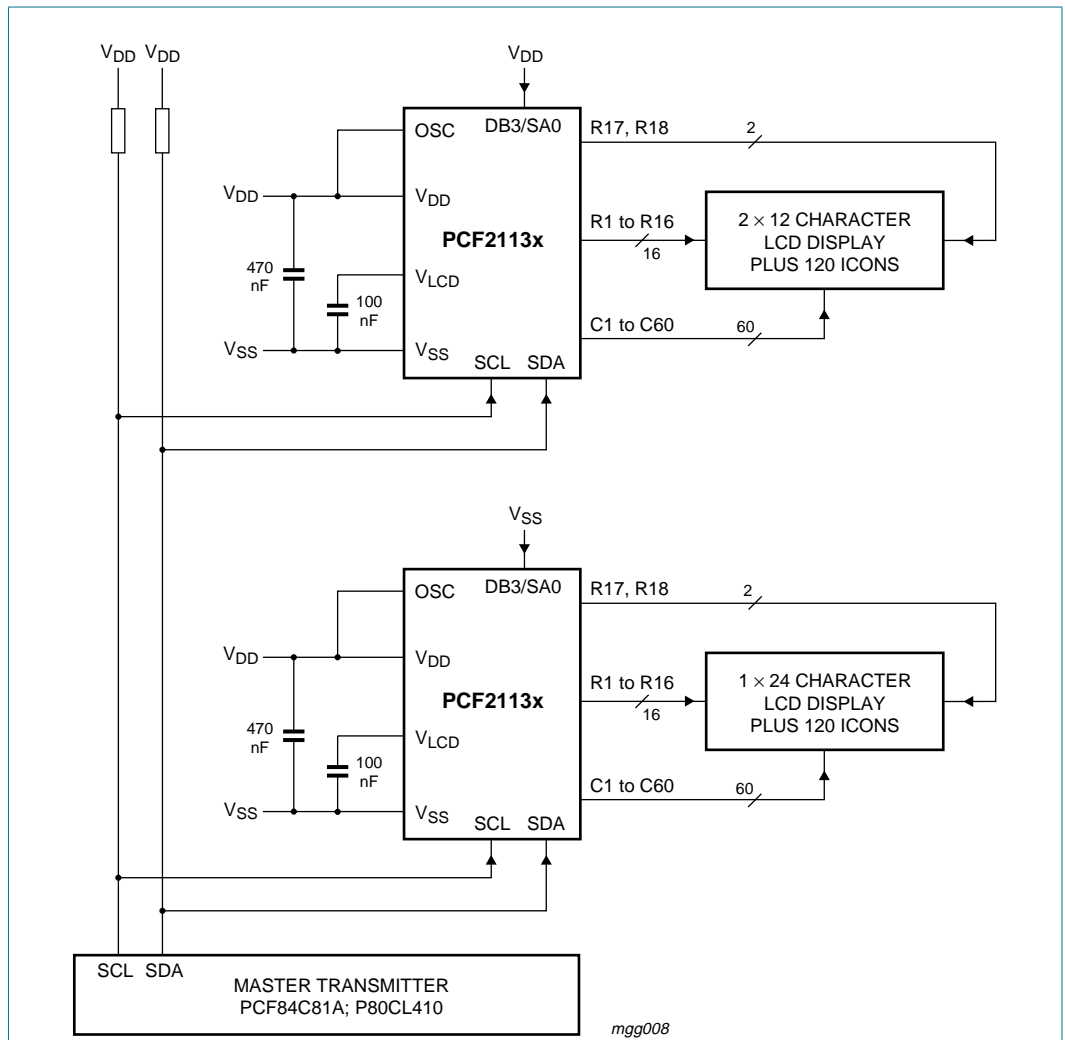 VDD VDD
VDD
DB3/SA0
OSC
R17, R18
2
VDD
VDD
PCF2113x
R1 to R16
16
2 × 12 CHARACTER
LCD DISPLAY
PLUS 120 ICONS
470
nF
VLCD
100
nF
C1 to C60
60
VSS
VSS
SCL SDA
VSS
DB3/SA0
OSC
R17, R18
2
VDD
VDD
PCF2113x
R1 to R16
16
1 × 24 CHARACTER
LCD DISPLAY
PLUS 120 ICONS
470
nF
VLCD
100
nF
C1 to C60
60
VSS
VSS
SCL SDA
SCL SDA
MASTER TRANSMITTER
PCF84C81A; P80CL410
mgg008